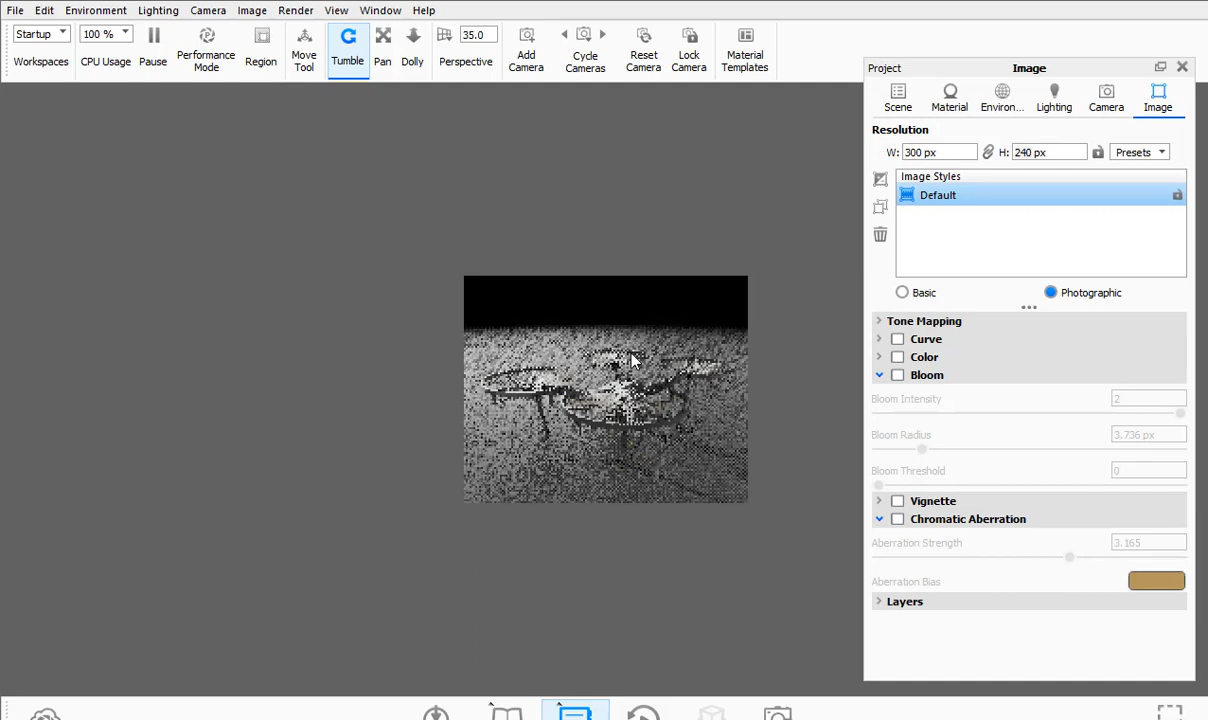 File Edit Environment Lighting Camera Image Render View Window Help
Startup 100 % 35.0
Workspaces CPU Usage Pause Performance Mode Region Move Tool Tumble Pan Dolly Perspective Add Camera Cycle Cameras Reset Camera Lock Camera Material Templates
Project Image
Scene Material Environ... Lighting Camera Image
Resolution
W: 300 px H: 240 px Presets
Image Styles
Default
Basic Photographic
Tone Mapping
Curve
Color
Bloom
Bloom Intensity 2
Bloom Radius 3.736 px
Bloom Threshold 0
Vignette
Chromatic Aberration
Aberration Strength 3.165
Aberration Bias
Layers